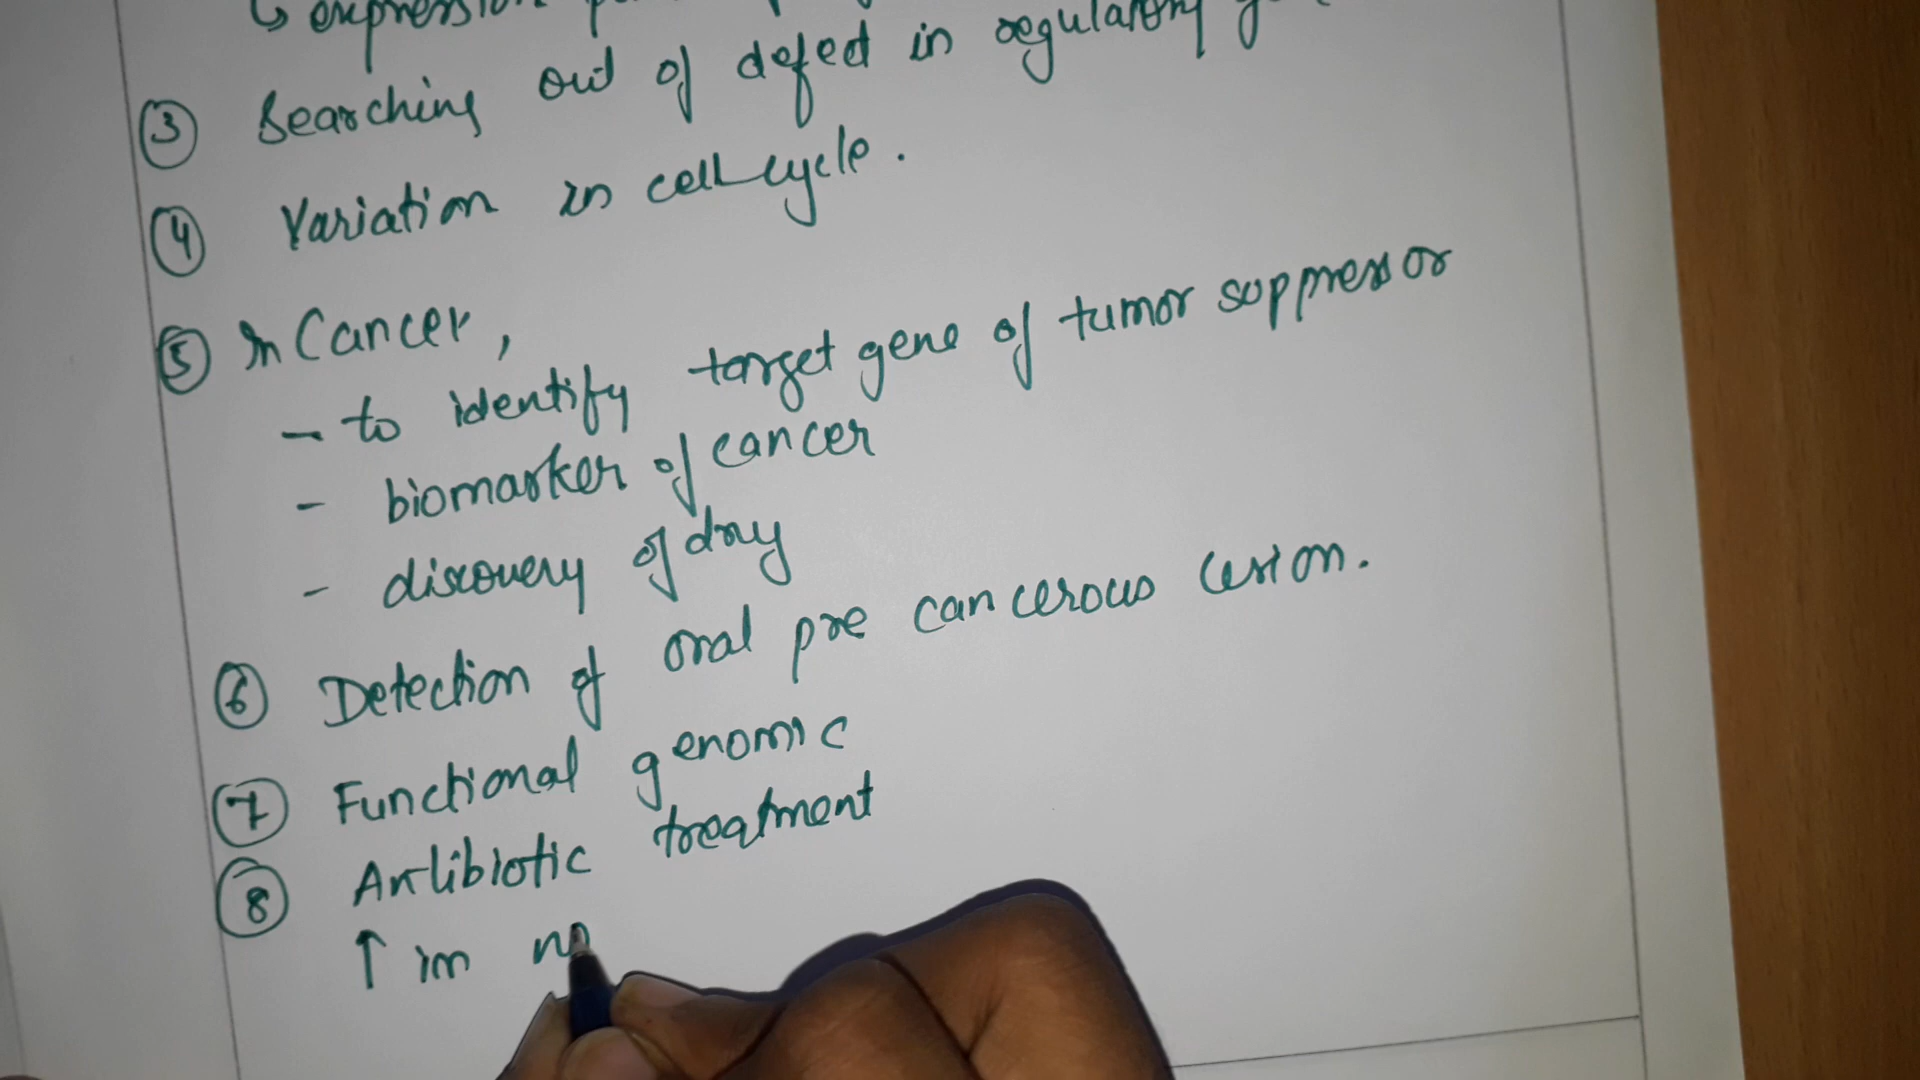 ↳ expression
③ Searching out of defect in regulatory
④ Variation in cell cycle.
⑤ In Cancer,
- to identify target gene of tumor suppressor
- biomarker of cancer
- discovery of drug
⑥ Detection of oral pre cancerous lesion.
⑦ Functional genomic
⑧ Antibiotic treatment
↑ in no